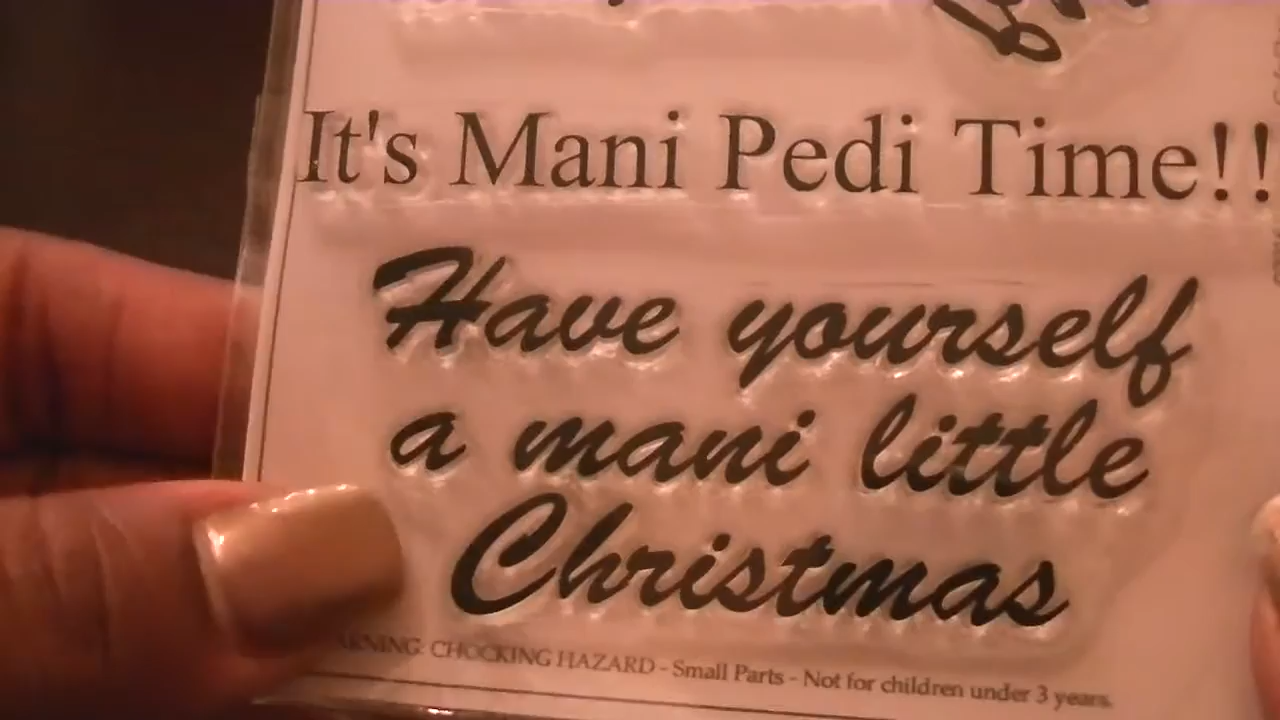 It's Mani Pedi Time!!
Have yourself
a mani little
Christmas
WARNING: CHOCKING HAZARD - Small Parts - Not for children under 3 years.